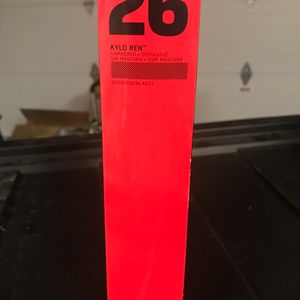 26
KYLO REN™
UNMASKED • DÉMASQUÉ
SIN MÁSCARA • SEM MÁSCARA